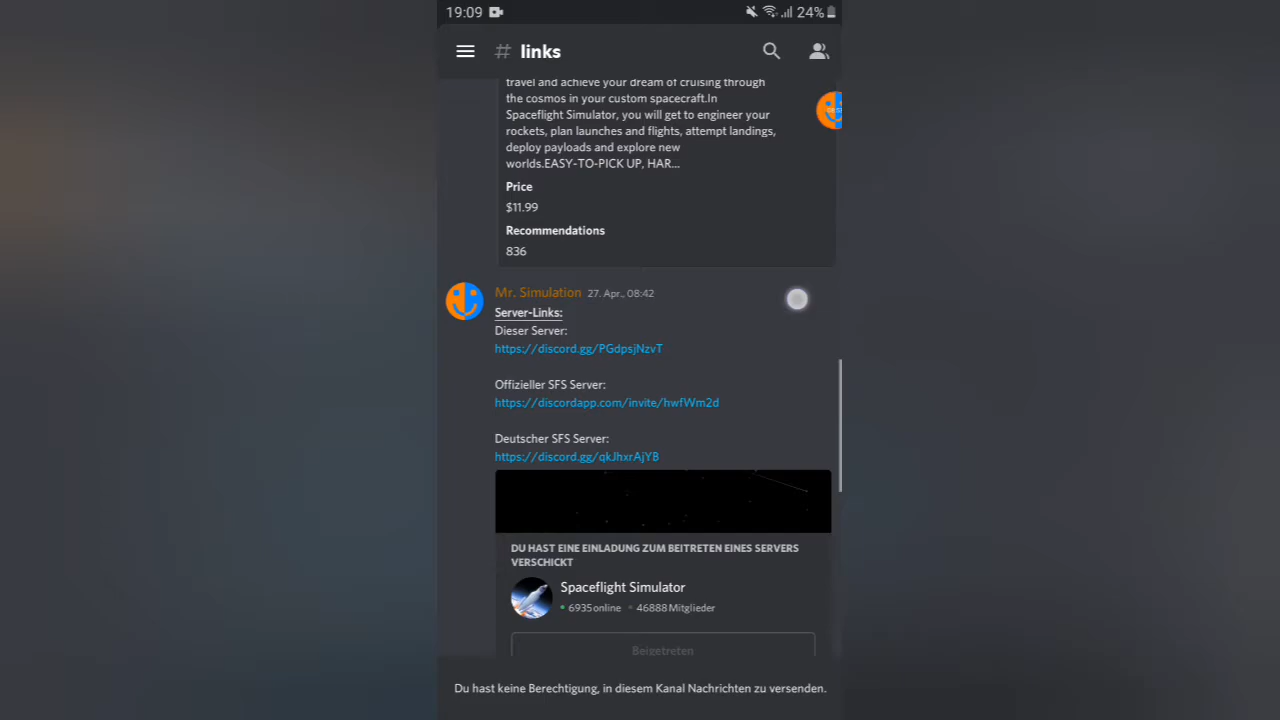 19:09 24%
# links
travel and achieve your dream of cruising through
the cosmos in your custom spacecraft.In
Spaceflight Simulator, you will get to engineer your
rockets, plan launches and flights, attempt landings,
deploy payloads and explore new
worlds.EASY-TO-PICK UP, HAR...
Price
$11.99
Recommendations
836
Mr. Simulation 27. Apr., 08:42
Server-Links:
Dieser Server:
https://discord.gg/PGdpsjNzvT
Offizieller SFS Server:
https://discordapp.com/invite/hwfWm2d
Deutscher SFS Server:
https://discord.gg/qkJhxrAjYB
DU HAST EINE EINLADUNG ZUM BEITRETEN EINES SERVERS
VERSCHICKT
Spaceflight Simulator
6935 online 46888 Mitglieder
Beigetreten
Du hast keine Berechtigung, in diesem Kanal Nachrichten zu versenden.